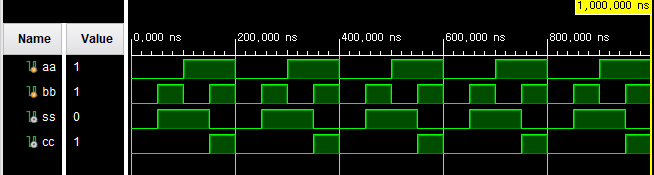 1,000,000 ns
Name Value
0,000 ns 200,000 ns 400,000 ns 600,000 ns 800,000 ns
aa 1
bb 1
ss 0
cc 1